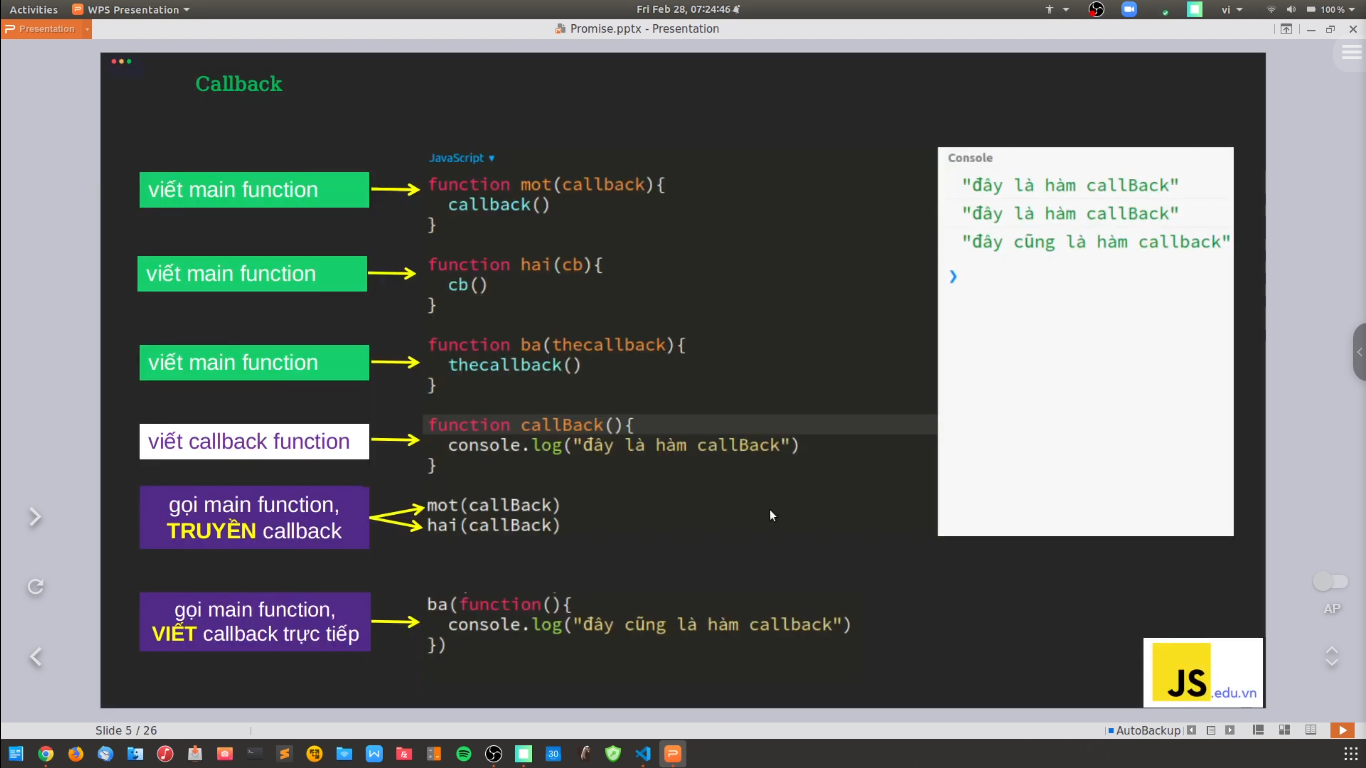 Activities
WPS Presentation
Fri Feb 28, 07:24:46
vi
100 %
Presentation
Promise.pptx - Presentation
Callback
JavaScript ▼
Console
viết main function
function mot(callback){
callback()
}
viết main function
function hai(cb){
cb()
}
viết main function
function ba(thecallback){
thecallback()
}
viết callback function
function callBack(){
console.log("đây là hàm callBack")
}
gọi main function,
TRUYỀN callback
mot(callBack)
hai(callBack)
gọi main function,
VIẾT callback trực tiếp
ba(function(){
console.log("đây cũng là hàm callback")
})
"đây là hàm callBack"
"đây là hàm callBack"
"đây cũng là hàm callback"
AP
JS.edu.vn
Slide 5 / 26
AutoBackup
30